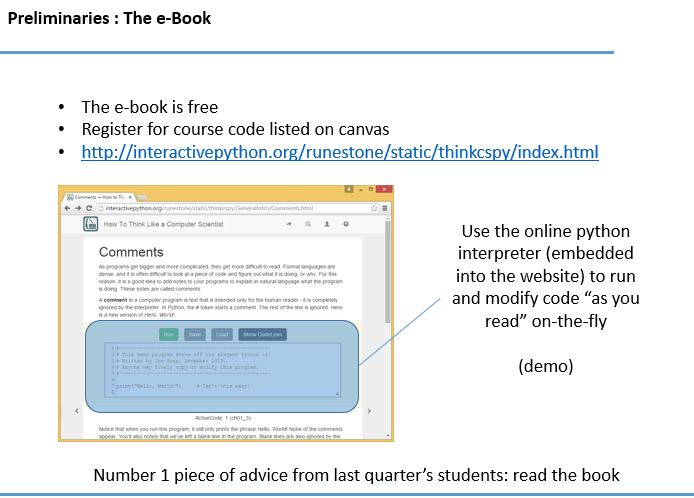 Preliminaries : The e-Book
• The e-book is free
• Register for course code listed on canvas
• http://interactivepython.org/runestone/static/thinkcspy/index.html
Comments — How to Thi
interactivepython.org/runestone/static/thinkcspy/GeneralIntro/Comments.html
How To Think Like a Computer Scientist
Comments
As programs get bigger and more complicated, they get more difficult to read. Formal languages are
dense, and it is often difficult to look at a piece of code and figure out what it is doing, or why. For this
reason, it is a good idea to add notes to your programs to explain in natural language what the program
is doing. These notes are called comments.
A comment in a computer program is text that is intended only for the human reader - it is completely
ignored by the interpreter. In Python, the # token starts a comment. The rest of the line is ignored. Here
is a new version of Hello, World!.
Run Save Load Show CodeLens
1 #---------------------------------------------------
2 # This demo program shows off how elegant Python is!
3 # Written by Joe Soap, December 2010.
4 # Anyone may freely copy or modify this program.
5 #---------------------------------------------------
6
7 print("Hello, World!") # Isn't this easy!
8
ActiveCode: 1 (ch01_3)
Notice that when you run this program, it still only prints the phrase Hello, World! None of the comments
appear. You'll also notice that we've left a blank line in the program. Blank lines are also ignored by the
Use the online python
interpreter (embedded
into the website) to run
and modify code “as you
read” on-the-fly
(demo)
Number 1 piece of advice from last quarter’s students: read the book